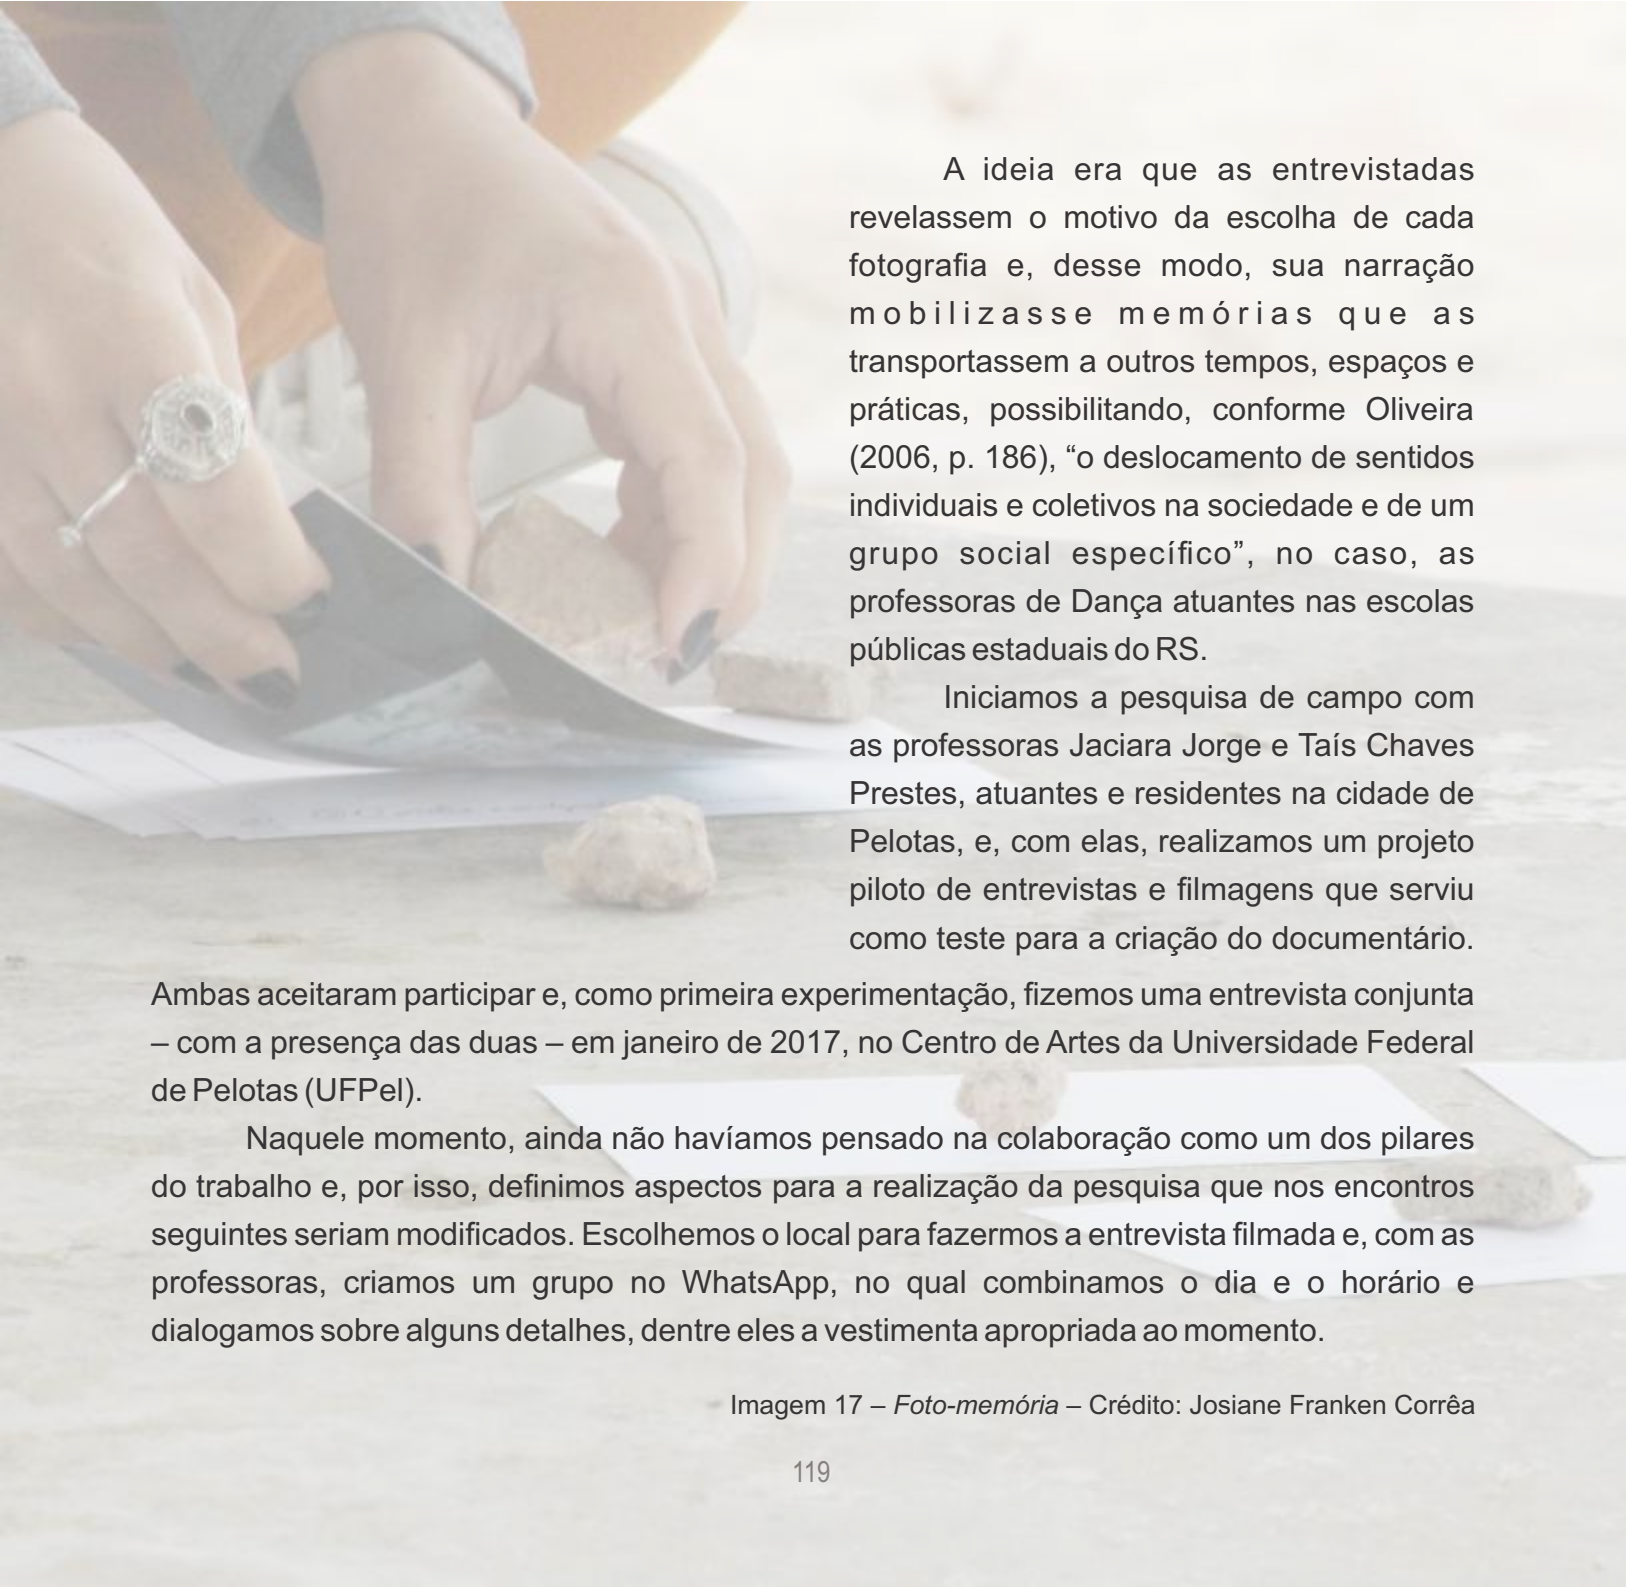 A ideia era que as entrevistadas
revelassem o motivo da escolha de cada
fotografia e, desse modo, sua narração
mobilizasse memórias que as
transportassem a outros tempos, espaços e
práticas, possibilitando, conforme Oliveira
(2006, p. 186), “o deslocamento de sentidos
individuais e coletivos na sociedade e de um
grupo social específico”, no caso, as
professoras de Dança atuantes nas escolas
públicas estaduais do RS.
Iniciamos a pesquisa de campo com
as professoras Jaciara Jorge e Taís Chaves
Prestes, atuantes e residentes na cidade de
Pelotas, e, com elas, realizamos um projeto
piloto de entrevistas e filmagens que serviu
como teste para a criação do documentário.
Ambas aceitaram participar e, como primeira experimentação, fizemos uma entrevista conjunta
– com a presença das duas – em janeiro de 2017, no Centro de Artes da Universidade Federal
de Pelotas (UFPel).
Naquele momento, ainda não havíamos pensado na colaboração como um dos pilares
do trabalho e, por isso, definimos aspectos para a realização da pesquisa que nos encontros
seguintes seriam modificados. Escolhemos o local para fazermos a entrevista filmada e, com as
professoras, criamos um grupo no WhatsApp, no qual combinamos o dia e o horário e
dialogamos sobre alguns detalhes, dentre eles a vestimenta apropriada ao momento.
Imagem 17 – Foto-memória – Crédito: Josiane Franken Corrêa
119